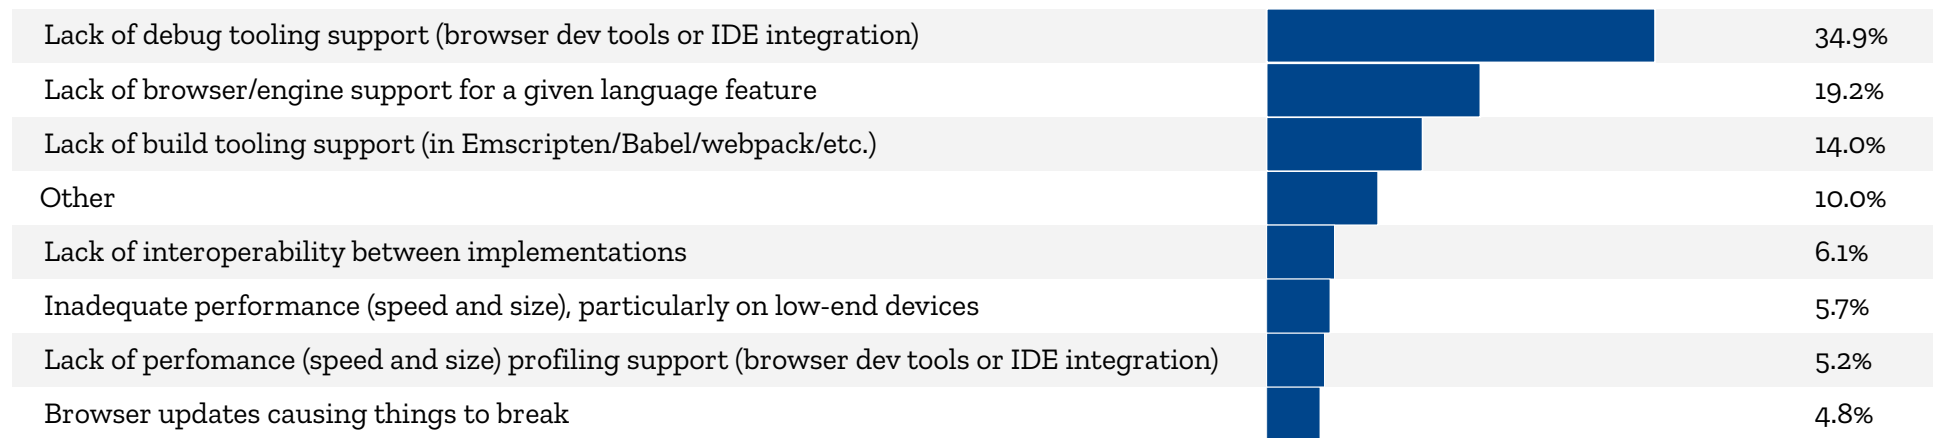 Lack of debug tooling support (browser dev tools or IDE integration) 34.9%
Lack of browser/engine support for a given language feature 19.2%
Lack of build tooling support (in Emscripten/Babel/webpack/etc.) 14.0%
Other 10.0%
Lack of interoperability between implementations 6.1%
Inadequate performance (speed and size), particularly on low-end devices 5.7%
Lack of perfomance (speed and size) profiling support (browser dev tools or IDE integration) 5.2%
Browser updates causing things to break 4.8%